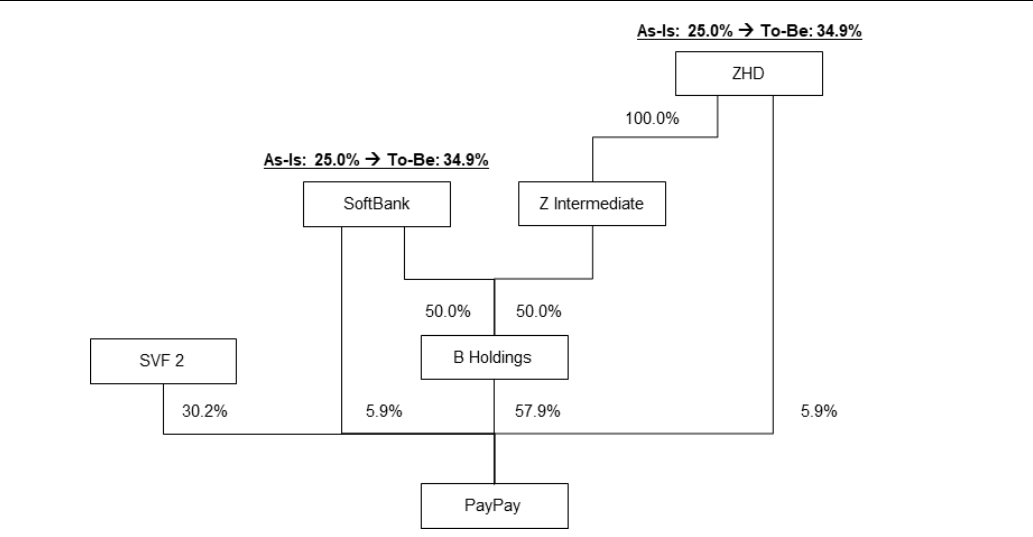 As-Is: 25.0% → To-Be: 34.9%
ZHD
100.0%
As-Is: 25.0% → To-Be: 34.9%
SoftBank
Z Intermediate
50.0%
50.0%
SVF 2
B Holdings
30.2%
5.9%
57.9%
5.9%
PayPay